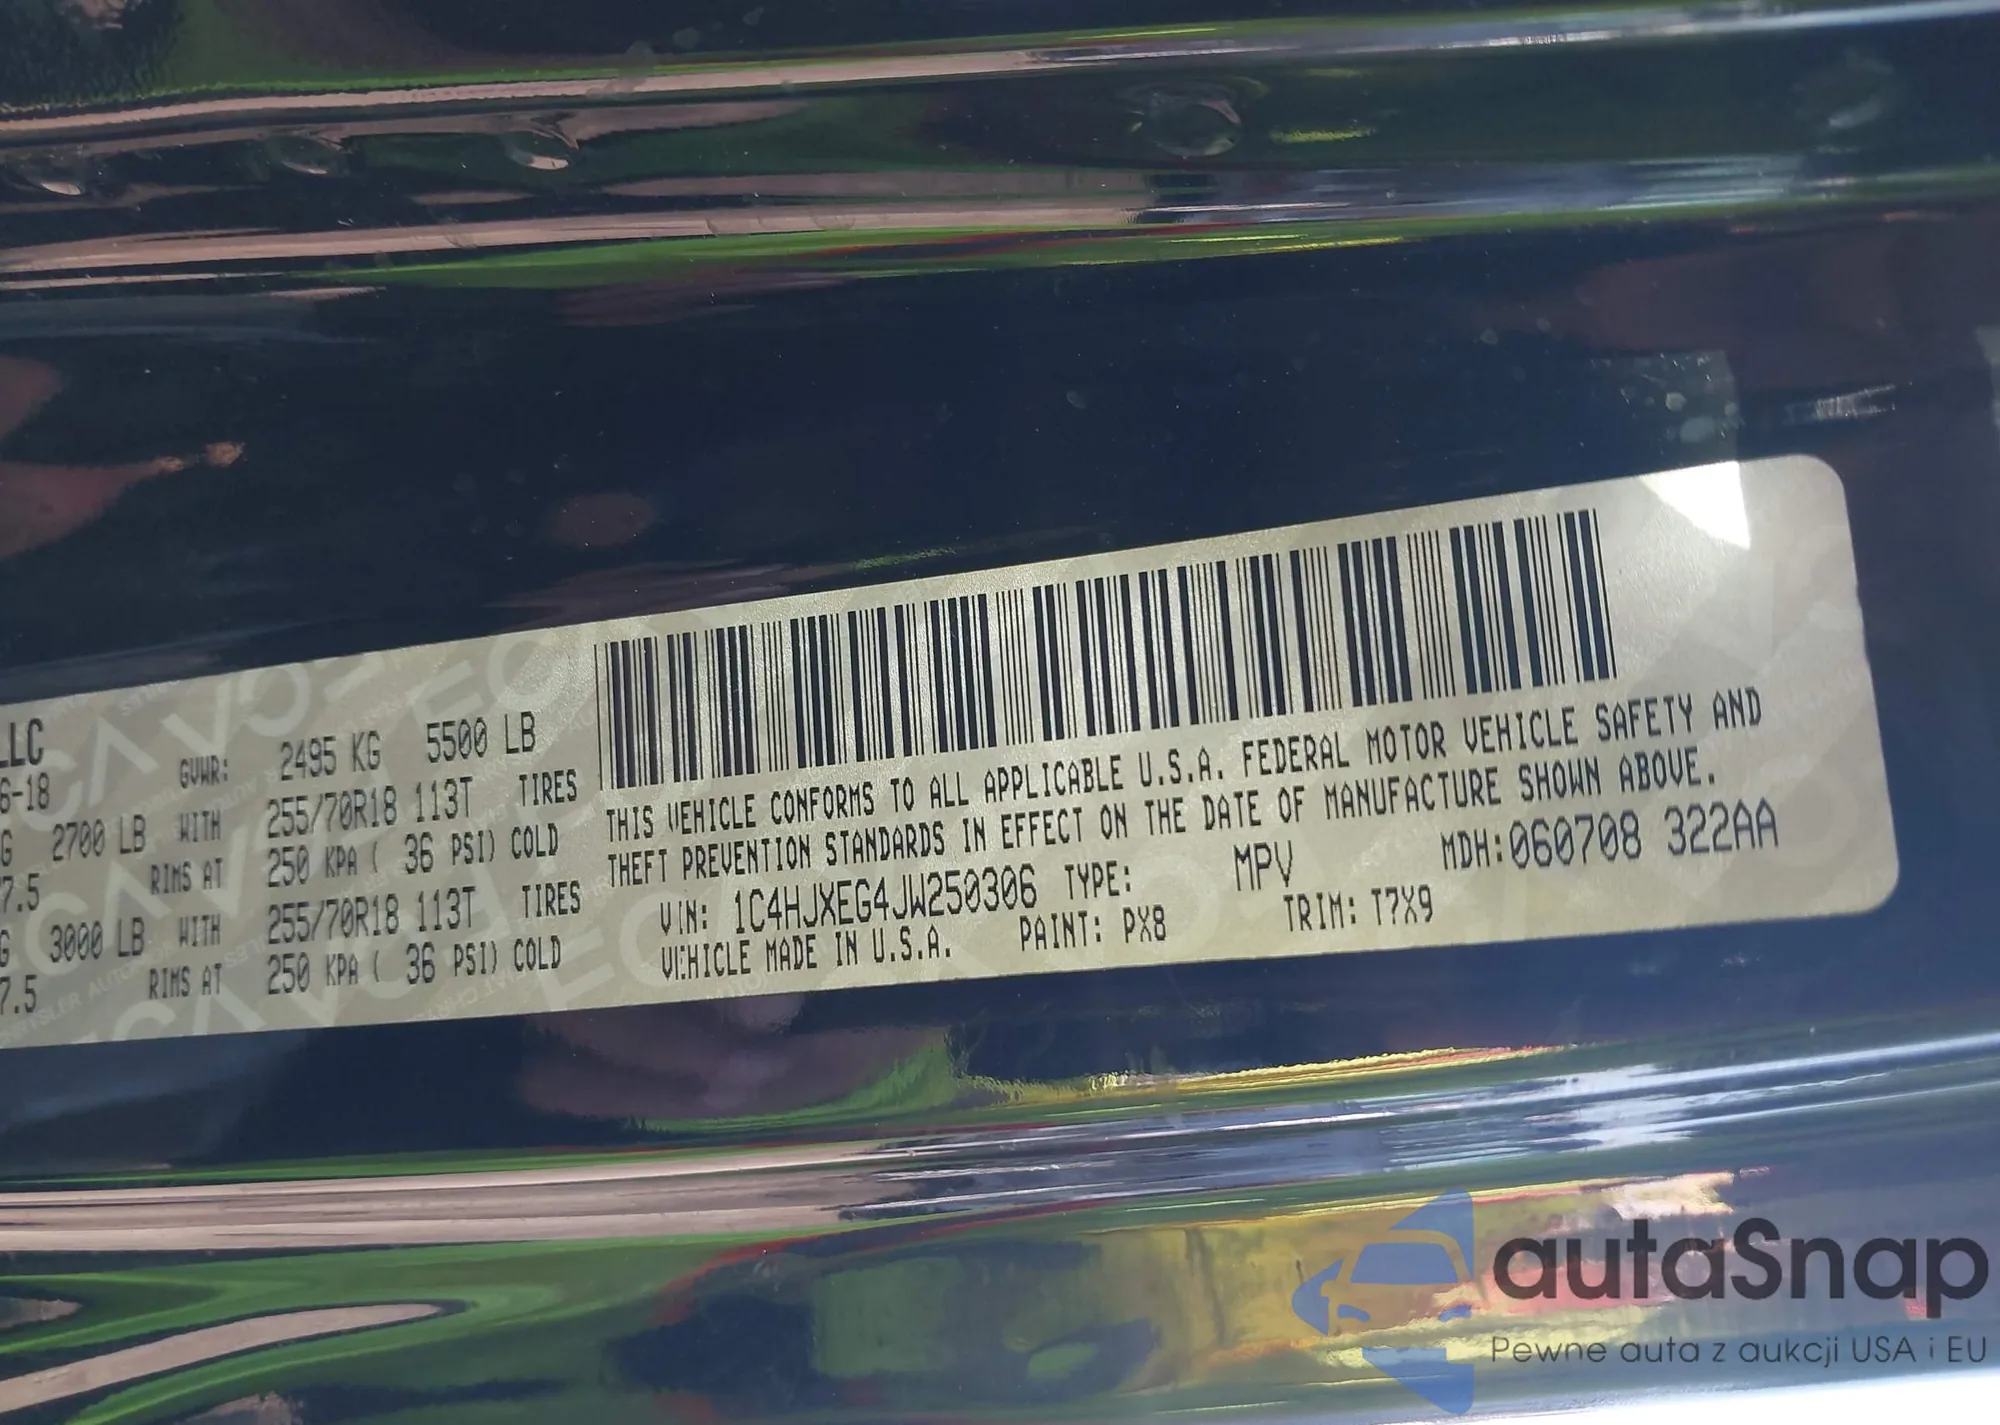 LLC
6-18
GVWR: 2495 KG 5500 LB
G 2700 LB WITH 255/70R18 113T TIRES
7.5 RIMS AT 250 KPA ( 36 PSI) COLD
G 3000 LB WITH 255/70R18 113T TIRES
7.5 RIMS AT 250 KPA ( 36 PSI) COLD
THIS VEHICLE CONFORMS TO ALL APPLICABLE U.S.A. FEDERAL MOTOR VEHICLE SAFETY AND
THEFT PREVENTION STANDARDS IN EFFECT ON THE DATE OF MANUFACTURE SHOWN ABOVE.
VIN: 1C4HJXEG4JW250306 TYPE: MPV MDH:060708 322AA
VEHICLE MADE IN U.S.A. PAINT: PX8 TRIM: T7X9
autaSnap
Pewne auta z aukcji USA i EU